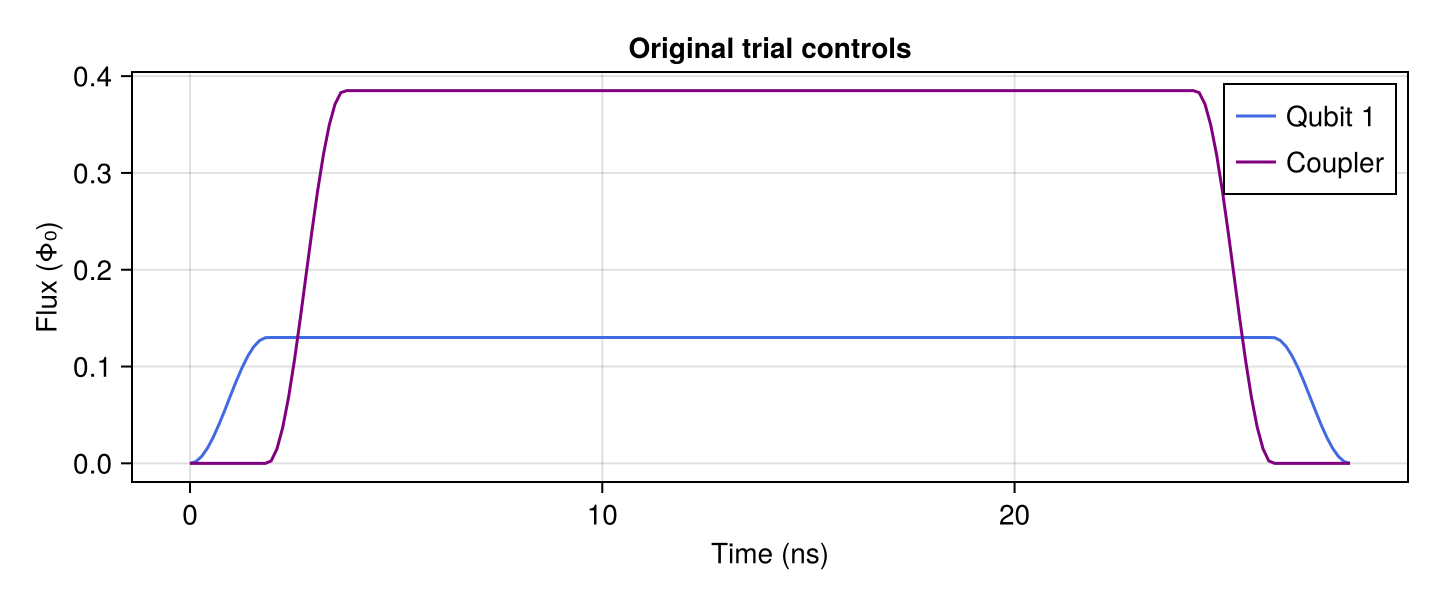 Original trial controls
0.4
0.3
0.2
0.1
0.0
Flux (Φ₀)
Qubit 1
Coupler
0
10
20
Time (ns)